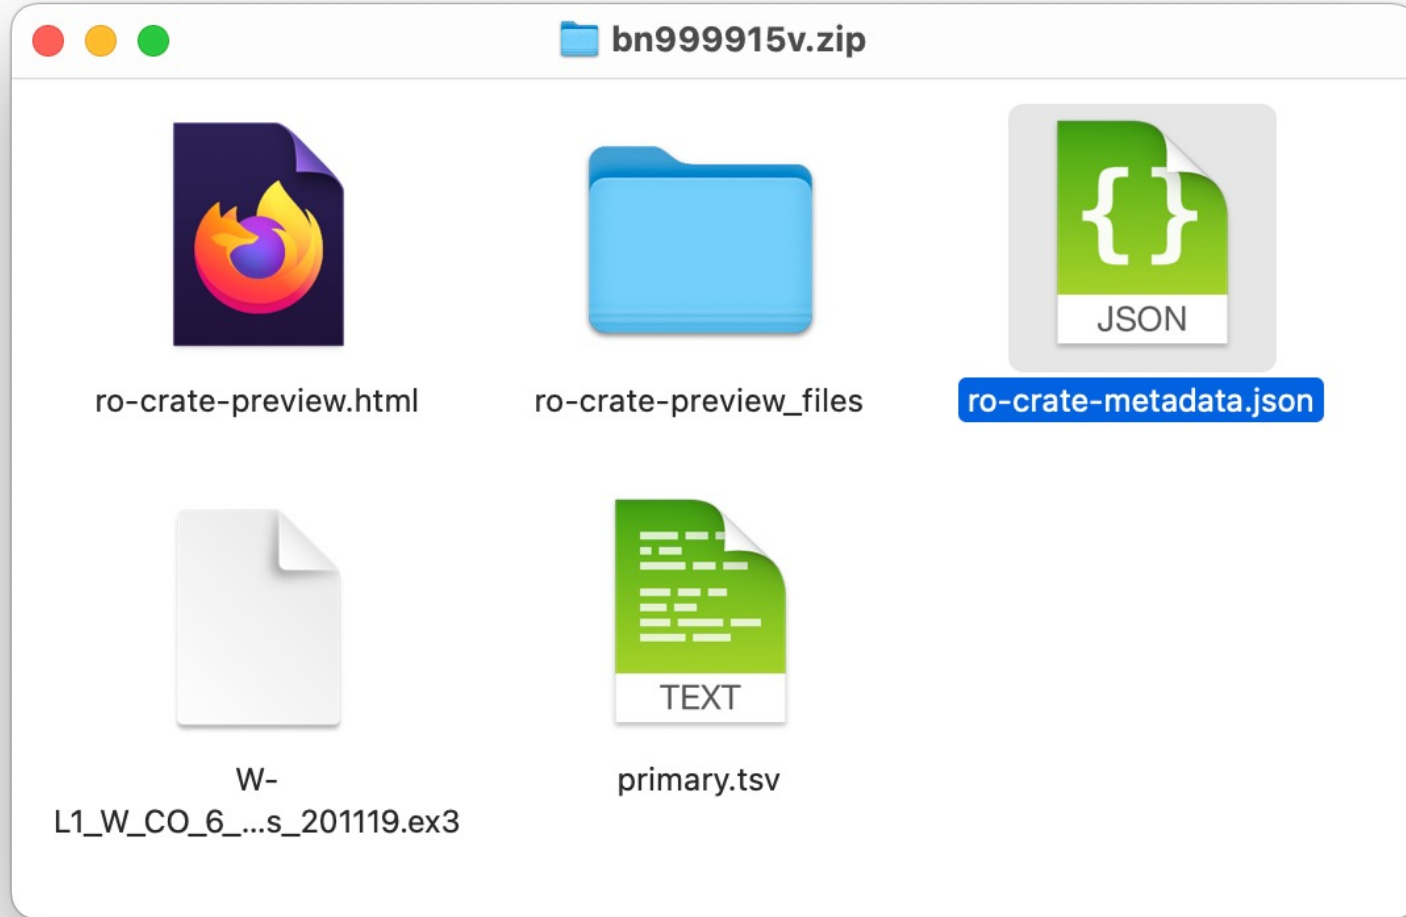 bn999915v.zip
JSON
ro-crate-preview.html
ro-crate-preview_files
ro-crate-metadata.json
TEXT
W-
L1_W_CO_6_...s_201119.ex3
primary.tsv